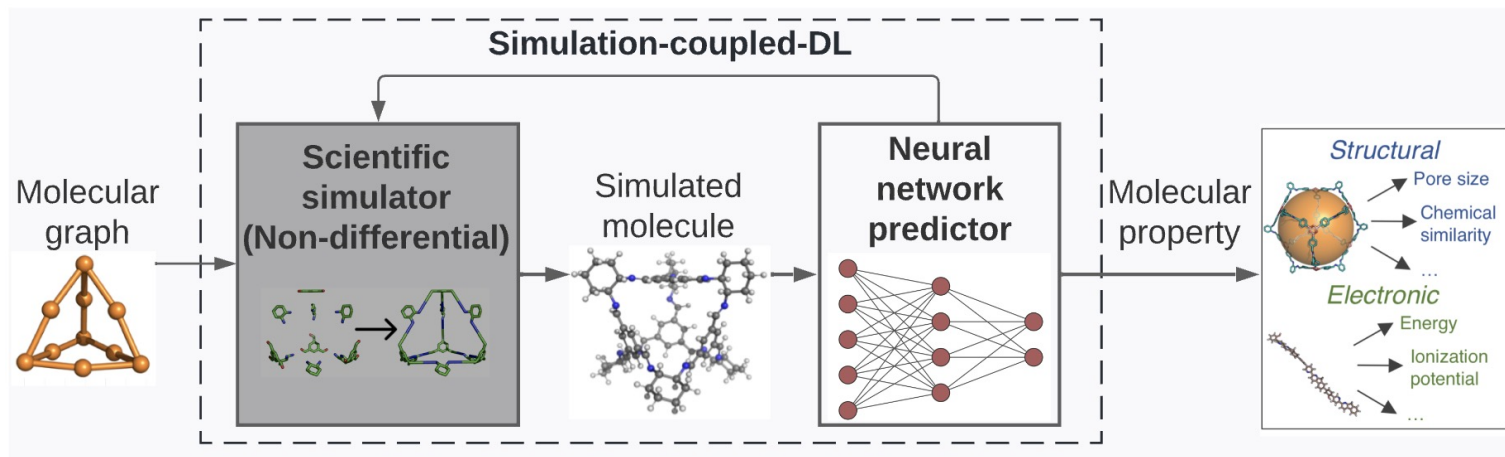 Simulation-coupled-DL
Molecular
graph
Scientific
simulator
(Non-differential)
Simulated
molecule
Neural
network
predictor
Molecular
property
Structural
Pore size
Chemical
similarity
...
Electronic
Energy
Ionization
potential
...